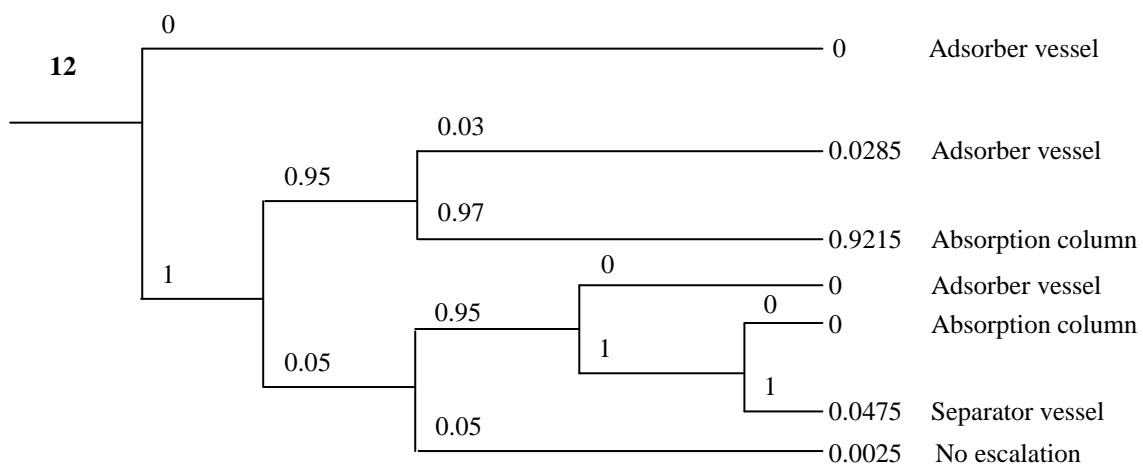 0
12
0 Adsorber vessel
0.03
0.0285 Adsorber vessel
0.95
0.97
0.9215 Absorption column
0
1
0 Adsorber vessel
0.95
0
0 Absorption column
1
0.05
1
0.0475 Separator vessel
0.05
0.0025 No escalation